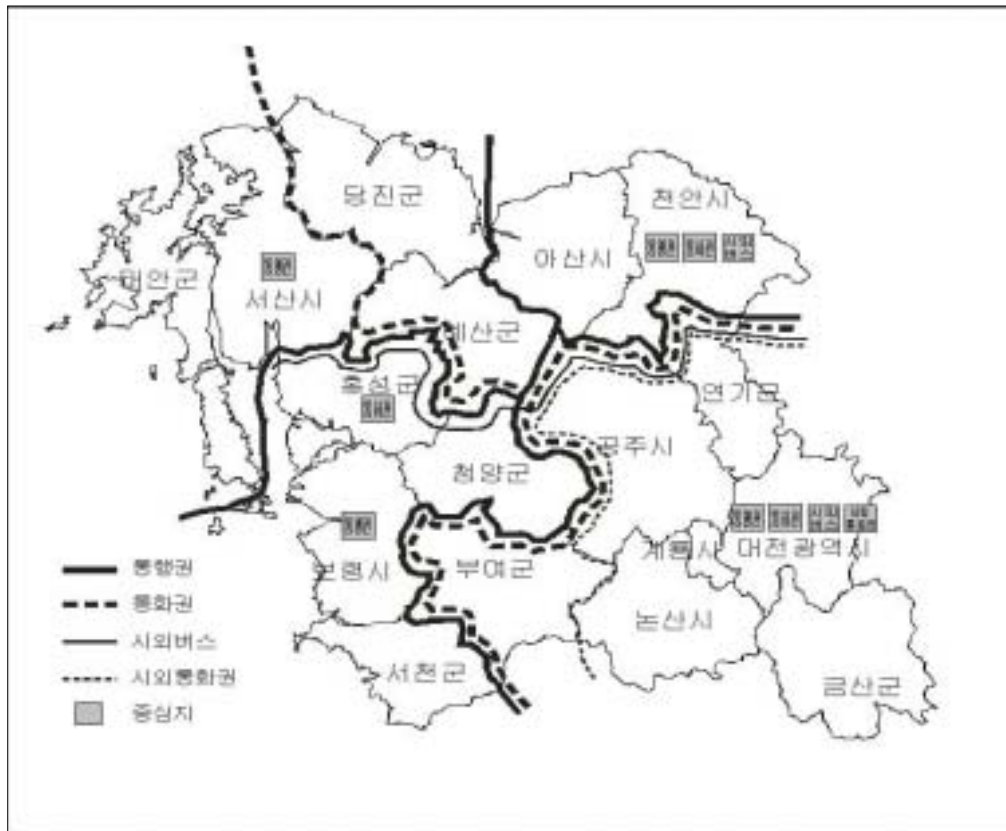 당진군
천안시
아산시
태안군
서산시
예산군
홍성군
연기군
공주시
청양군
계룡시
대전광역시
보령시
부여군
논산시
서천군
금산군
통행권
통화권
시외버스
시외통화권
중심지